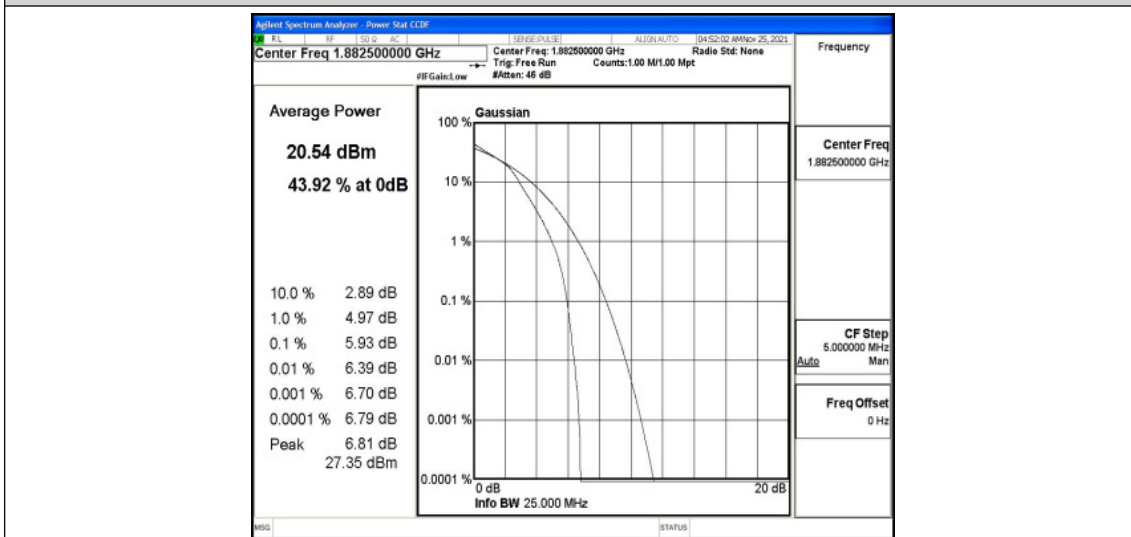 Agilent Spectrum Analyzer - Power Stat CCDF
RL RF 50 Ω AC SENSE:PULSE ALIGN AUTO 04:52:02 AM Nov 25, 2021
Center Freq 1.882500000 GHz
Center Freq: 1.882500000 GHz Radio Std: None
Trig: Free Run Counts:1.00 M/1.00 Mpt
#IFGain:Low #Atten: 46 dB
Frequency
Average Power
20.54 dBm
43.92 % at 0dB
10.0 % 2.89 dB
1.0 % 4.97 dB
0.1 % 5.93 dB
0.01 % 6.39 dB
0.001 % 6.70 dB
0.0001 % 6.79 dB
Peak 6.81 dB
27.35 dBm
Gaussian
100 %
10 %
1 %
0.1 %
0.01 %
0.001 %
0.0001 %
0 dB 20 dB
Info BW 25.000 MHz
Center Freq
1.882500000 GHz
CF Step
5.000000 MHz
Auto Man
Freq Offset
0 Hz
MSG STATUS